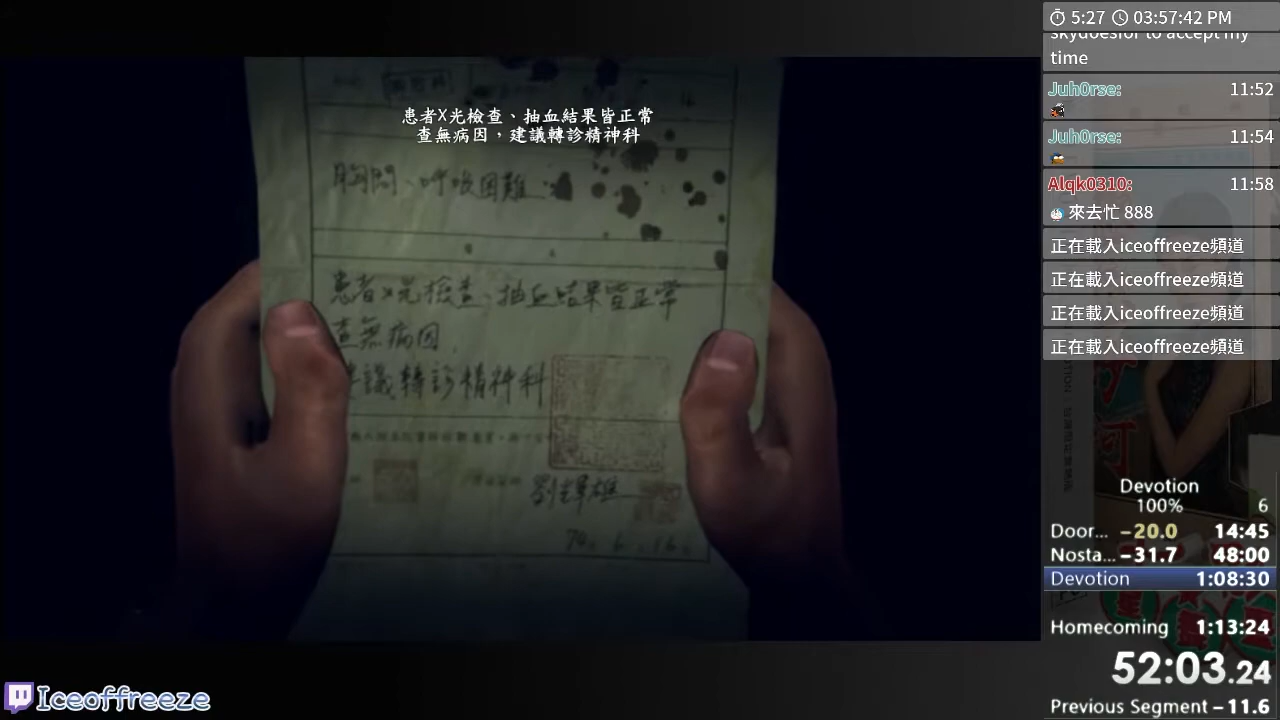 患者X光檢查、抽血結果皆正常
查無病因，建議轉診精神科
胸悶、呼吸困難
患者X光檢查、抽血結果皆正常
查無病因
議轉診精神科
劉輝雄
Iceoffreeze
5:27 03:57:42 PM
skydoesfor to accept my
time
Juh0rse: 11:52
Juh0rse: 11:54
Alqk0310: 11:58
來去忙 888
正在載入iceoffreeze頻道
正在載入iceoffreeze頻道
正在載入iceoffreeze頻道
正在載入iceoffreeze頻道
Devotion
100% 6
Door... −20.0 14:45
Nosta... −31.7 48:00
Devotion 1:08:30
Homecoming 1:13:24
52:03.24
Previous Segment −11.6